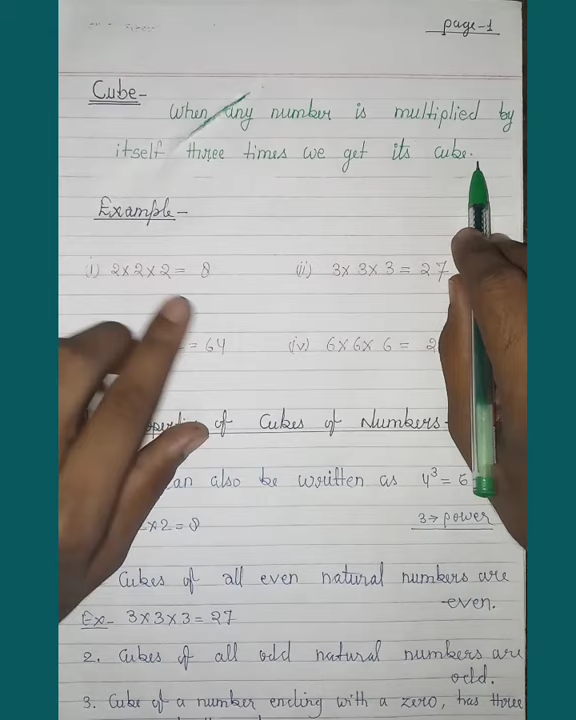 page-1
Cube-
When any number is multiplied by
itself three times we get its cube.
Example-
(i) 2×2×2= 8 (ii) 3×3×3=27
=64 (iv) 6×6×6= 2
of Cubes of Numbers-
also be written as 4³=6
×2=8 3→power
Cubes of all even natural numbers are
-even.
Ex- 3×3×3=27
2. Cubes of all odd natural numbers are
odd.
3. Cube of a number ending with a zero, has three